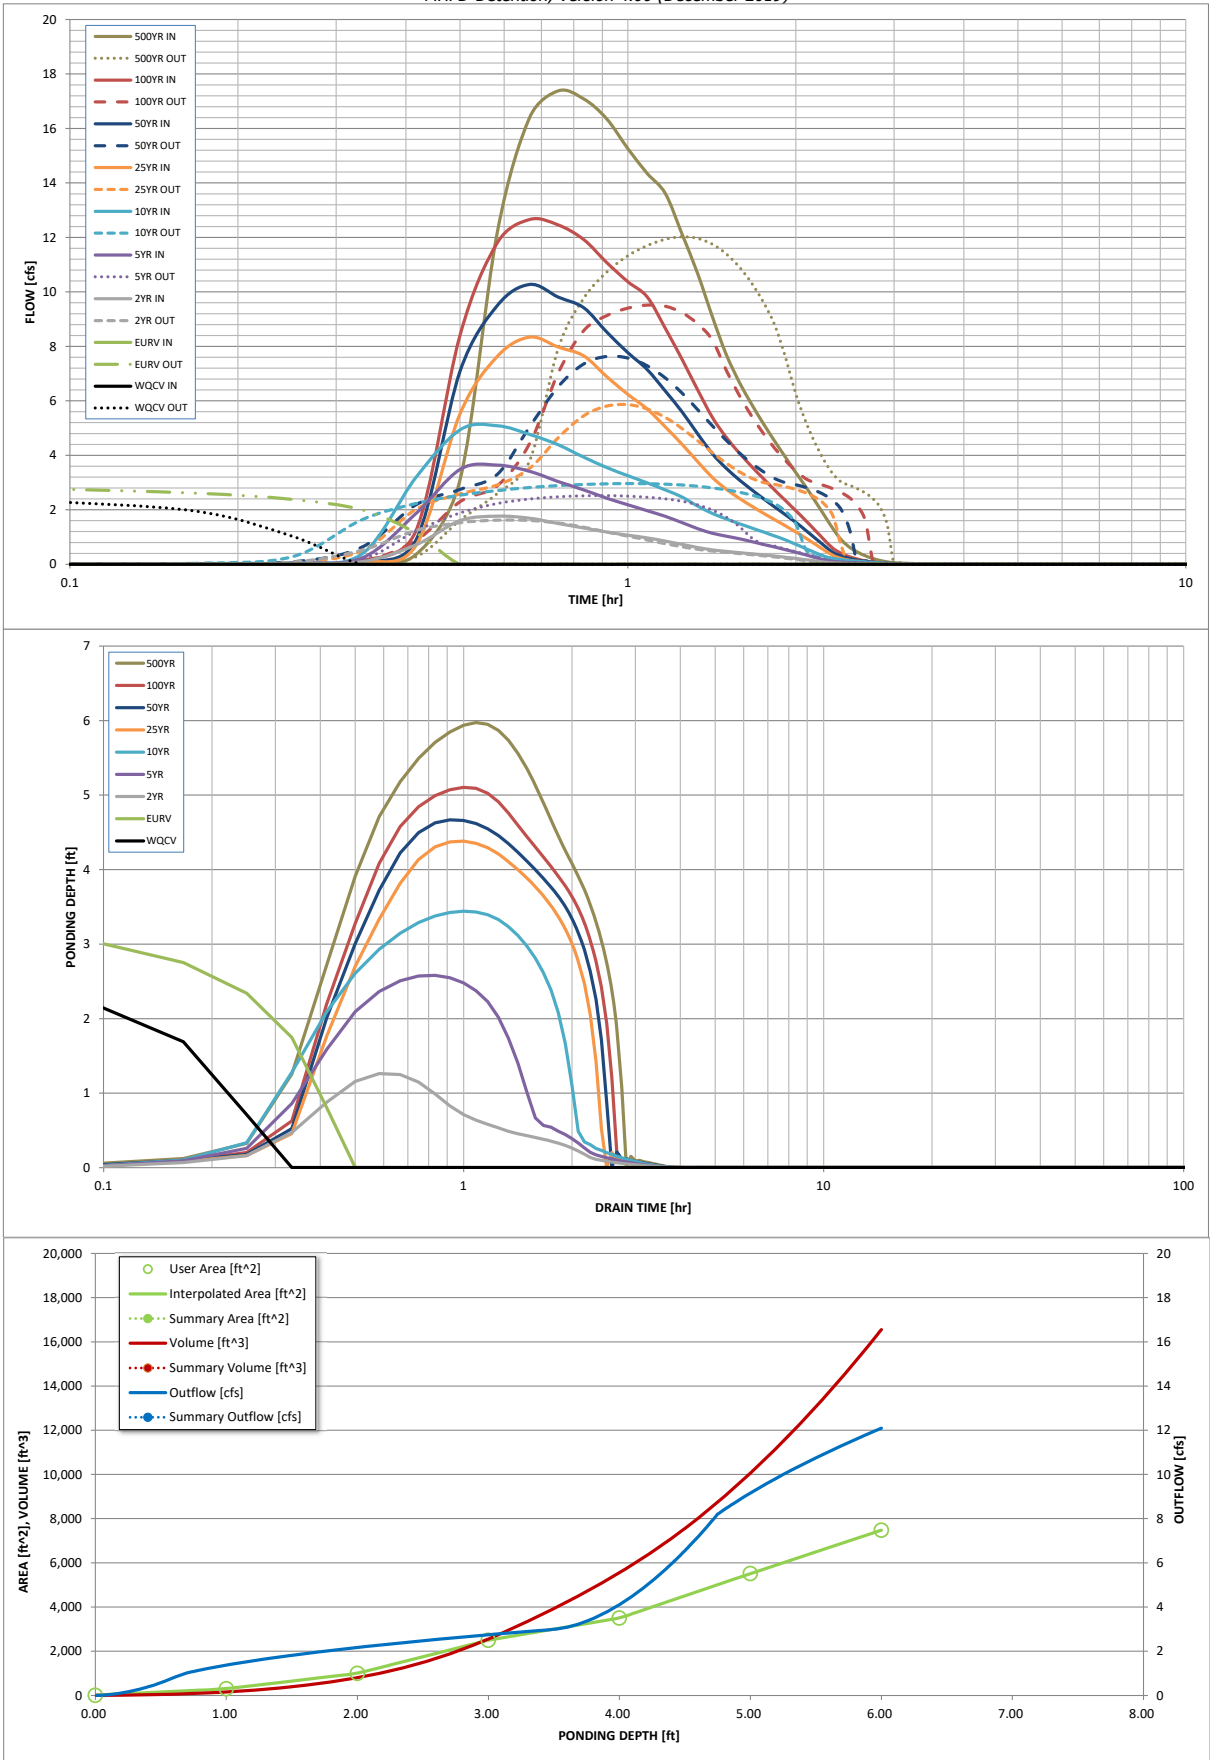 MHFD-Detention, Version 4.00 (December 2019)
20
18
16
14
12
10
8
6
4
2
0
FLOW [cfs]
500YR IN
500YR OUT
100YR IN
100YR OUT
50YR IN
50YR OUT
25YR IN
25YR OUT
10YR IN
10YR OUT
5YR IN
5YR OUT
2YR IN
2YR OUT
EURV IN
EURV OUT
WQCV IN
WQCV OUT
0.1
1
10
TIME [hr]
7
6
5
4
3
2
1
0
PONDING DEPTH [ft]
500YR
100YR
50YR
25YR
10YR
5YR
2YR
EURV
WQCV
0.1
1
10
100
DRAIN TIME [hr]
20,000
18,000
16,000
14,000
12,000
10,000
8,000
6,000
4,000
2,000
0
AREA [ft^2], VOLUME [ft^3]
User Area [ft^2]
Interpolated Area [ft^2]
Summary Area [ft^2]
Volume [ft^3]
Summary Volume [ft^3]
Outflow [cfs]
Summary Outflow [cfs]
20
18
16
14
12
10
8
6
4
2
0
OUTFLOW [cfs]
0.00
1.00
2.00
3.00
4.00
5.00
6.00
7.00
8.00
PONDING DEPTH [ft]